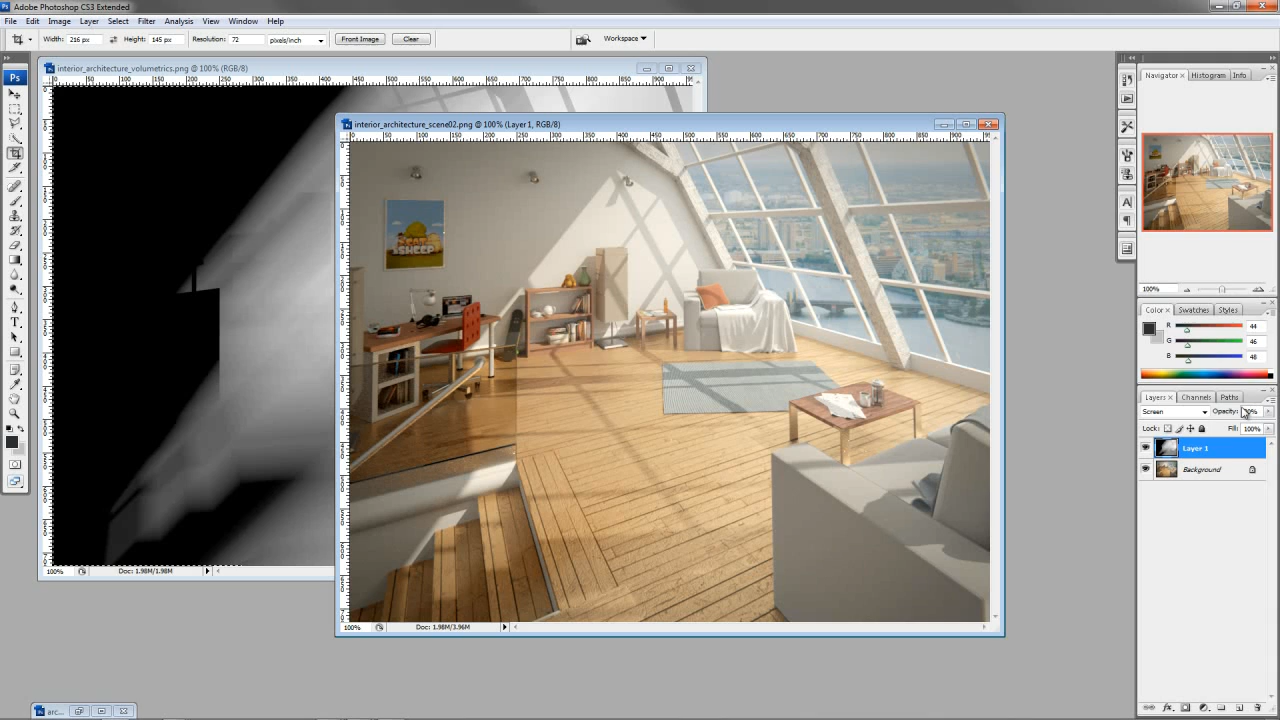 Adobe Photoshop CS3 Extended
File Edit Image Layer Select Filter Analysis View Window Help
Width: 216 px Height: 145 px Resolution: 72 pixels/inch Front Image Clear Workspace
interior_architecture_volumetrics.png @ 100% (RGB/8)
interior_architecture_scene02.png @ 100% (Layer 1, RGB/8)
Ps
SHEEP
100% Doc: 1.98M/1.98M
100% Doc: 1.98M/3.96M
arc...
Navigator Histogram Info
100%
Color Swatches Styles
R 44
G 46
B 48
Layers Channels Paths
Screen Opacity:
Lock: Fill: 100%
Layer 1
Background